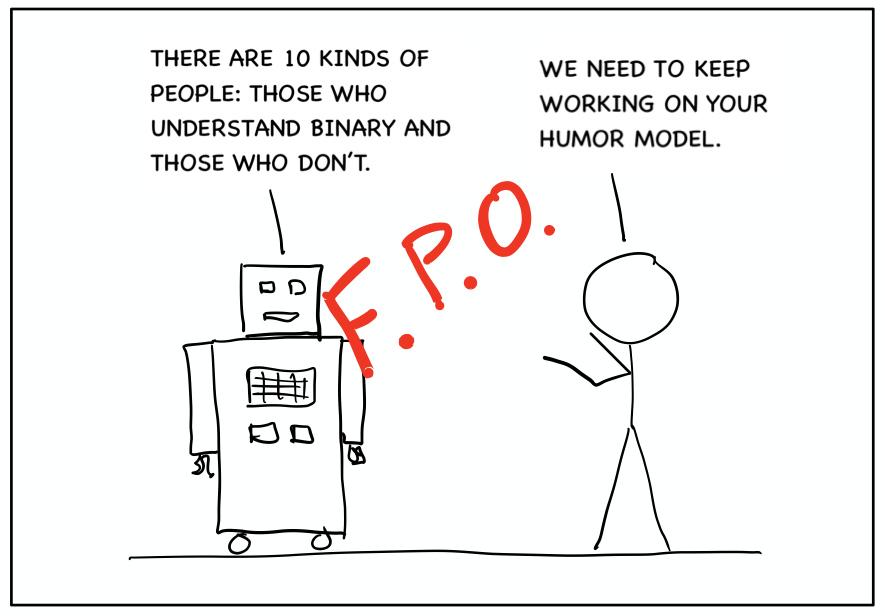 THERE ARE 10 KINDS OF
PEOPLE: THOSE WHO
UNDERSTAND BINARY AND
THOSE WHO DON'T.
WE NEED TO KEEP
WORKING ON YOUR
HUMOR MODEL.
F.P.O.